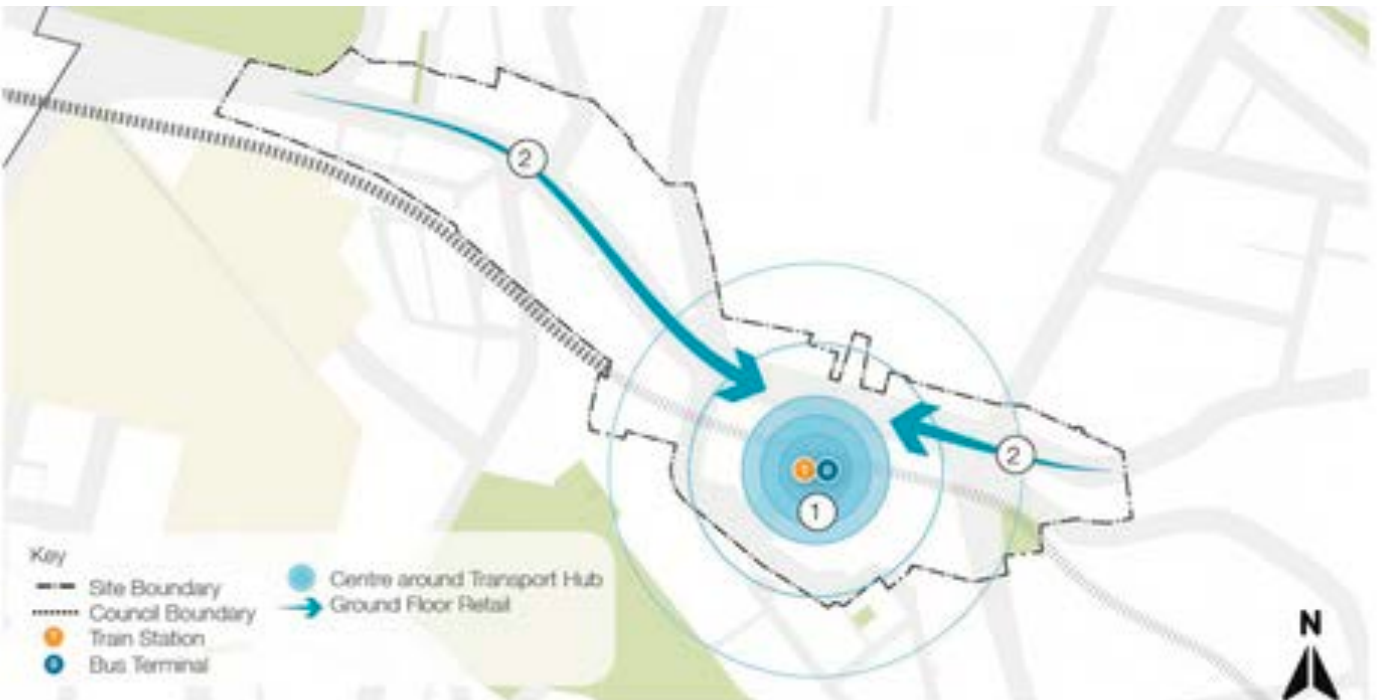 2
2
1
N
Key
Site Boundary
Council Boundary
Train Station
Bus Terminal
Centre around Transport Hub
Ground Floor Retail